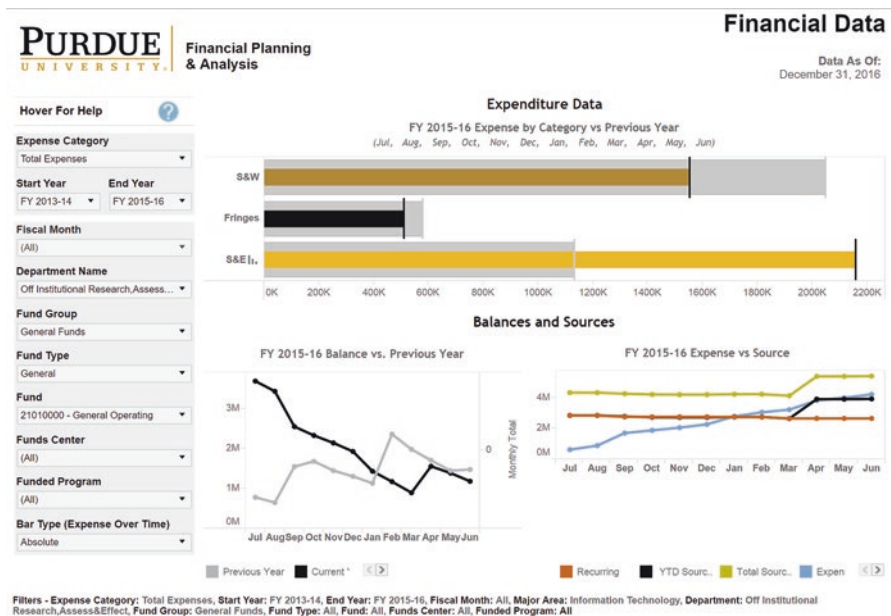 PURDUE
UNIVERSITY
Financial Planning
& Analysis
Financial Data
Data As Of:
December 31, 2016
Hover For Help
?
Expense Category
Total Expenses
Start Year
End Year
FY 2013-14
FY 2015-16
Fiscal Month
(All)
Department Name
Off Institutional Research,Assess...
Fund Group
General Funds
Fund Type
General
Fund
21010000 - General Operating
Funds Center
(All)
Funded Program
(All)
Bar Type (Expense Over Time)
Absolute
Expenditure Data
FY 2015-16 Expense by Category vs Previous Year
(Jul, Aug, Sep, Oct, Nov, Dec, Jan, Feb, Mar, Apr, May, Jun)
S&W
Fringes
S&E
0K 200K 400K 600K 800K 1000K 1200K 1400K 1600K 1800K 2000K 2200K
Balances and Sources
FY 2015-16 Balance vs. Previous Year
3M
2M
1M
0M
Jul Aug Sep Oct Nov Dec Jan Feb Mar Apr May Jun
0
Monthly Total
Previous Year Current '
FY 2015-16 Expense vs Source
4M
2M
0M
Jul Aug Sep Oct Nov Dec Jan Feb Mar Apr May Jun
Recurring YTD Sourc.. Total Sourc.. Expen
Filters - Expense Category: Total Expenses, Start Year: FY 2013-14, End Year: FY 2015-16, Fiscal Month: All, Major Area: Information Technology, Department: Off Institutional
Research,Assess&Effect, Fund Group: General Funds, Fund Type: All, Fund: All, Funds Center: All, Funded Program: All